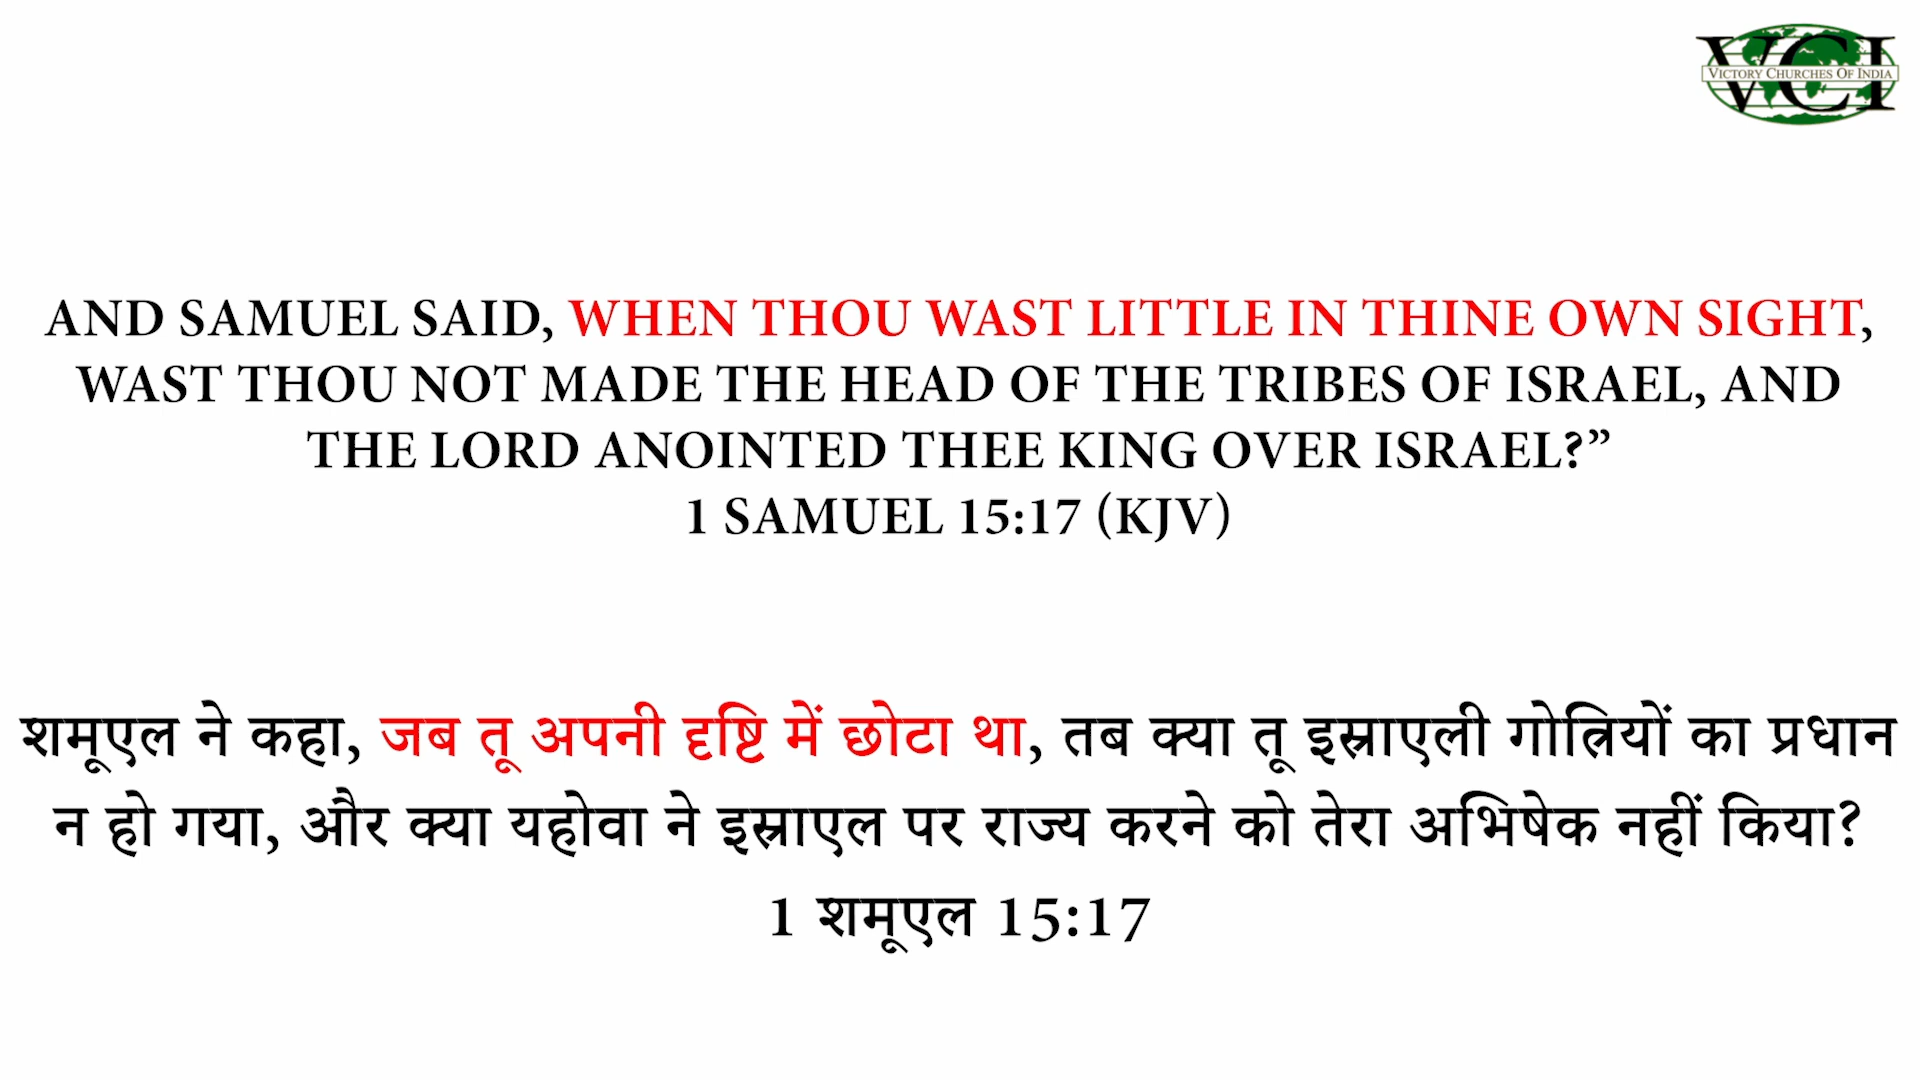 VCI
VICTORY CHURCHES OF INDIA
AND SAMUEL SAID, WHEN THOU WAST LITTLE IN THINE OWN SIGHT,
WAST THOU NOT MADE THE HEAD OF THE TRIBES OF ISRAEL, AND
THE LORD ANOINTED THEE KING OVER ISRAEL?”
1 SAMUEL 15:17 (KJV)
शमूएल ने कहा, जब तू अपनी दृष्टि में छोटा था, तब क्या तू इस्राएली गोत्रियों का प्रधान
न हो गया, और क्या यहोवा ने इस्राएल पर राज्य करने को तेरा अभिषेक नहीं किया?
1 शमूएल 15:17